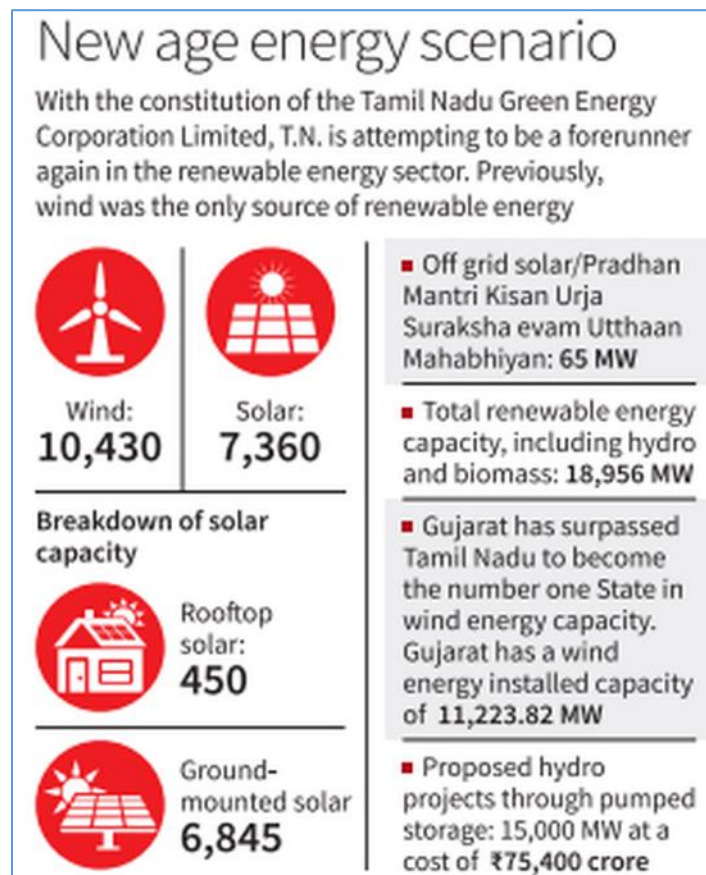 New age energy scenario
With the constitution of the Tamil Nadu Green Energy
Corporation Limited, T.N. is attempting to be a forerunner
again in the renewable energy sector. Previously,
wind was the only source of renewable energy
Wind:
10,430
Solar:
7,360
Breakdown of solar
capacity
Rooftop
solar:
450
Ground-
mounted solar
6,845
▪ Off grid solar/Pradhan
Mantri Kisan Urja
Suraksha evam Utthaan
Mahabhiyan: 65 MW
▪ Total renewable energy
capacity, including hydro
and biomass: 18,956 MW
▪ Gujarat has surpassed
Tamil Nadu to become
the number one State in
wind energy capacity.
Gujarat has a wind
energy installed capacity
of 11,223.82 MW
▪ Proposed hydro
projects through pumped
storage: 15,000 MW at a
cost of ₹75,400 crore